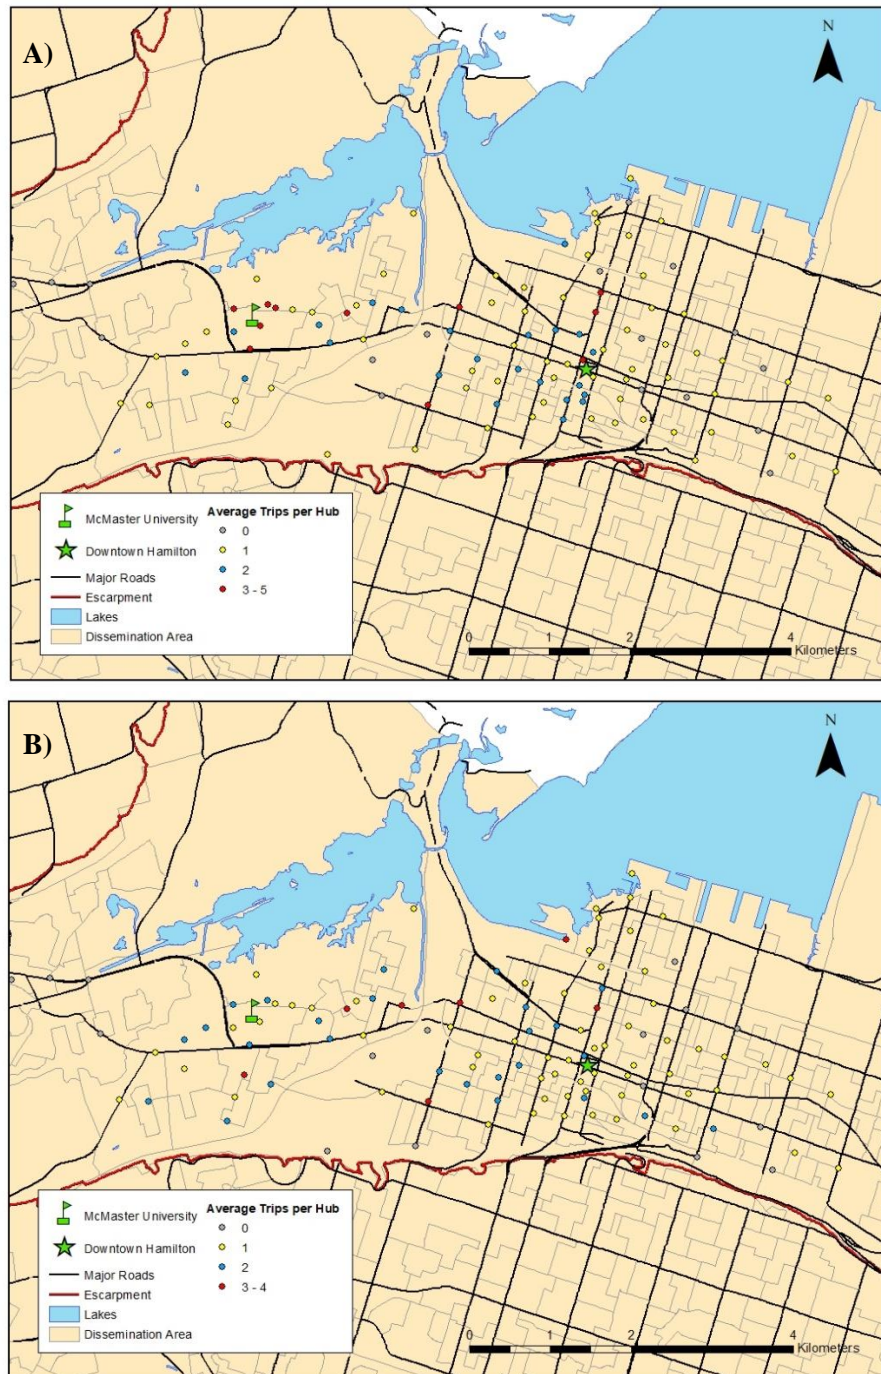 A)
N
McMaster University
Downtown Hamilton
Major Roads
Escarpment
Lakes
Dissemination Area
Average Trips per Hub
0
1
2
3 - 5
0 1 2 4
Kilometers
B)
N
McMaster University
Downtown Hamilton
Major Roads
Escarpment
Lakes
Dissemination Area
Average Trips per Hub
0
1
2
3 - 4
0 1 2 4
Kilometers